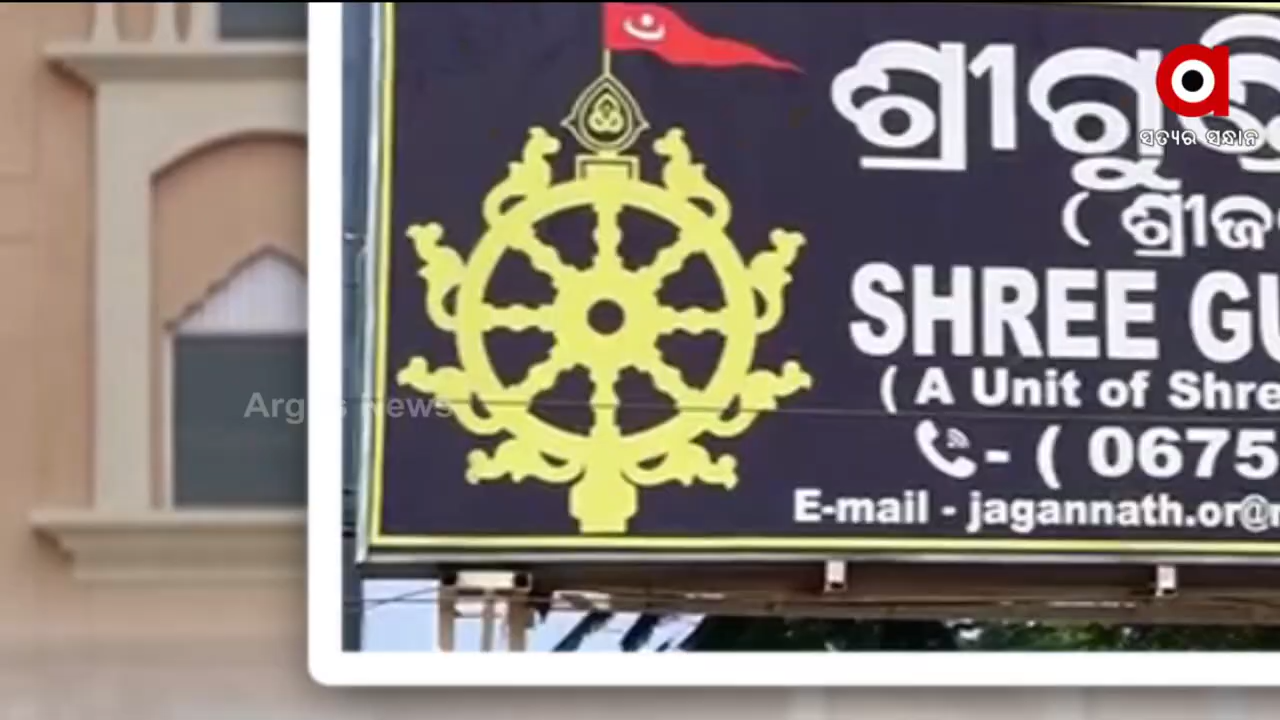 ଶ୍ରୀଗୁ
ସତ୍ୟର ସନ୍ଧାନ
( ଶ୍ରୀଜ
SHREE GU
( A Unit of Shre
- ( 0675
E-mail - jagannath.or@
Argus News